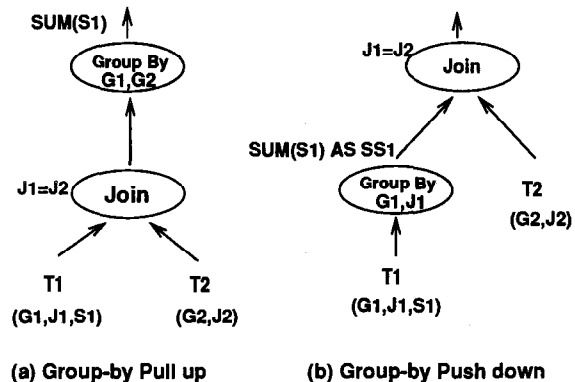 SUM(S1)
Group By
G1,G2
J1=J2
Join
T1
(G1,J1,S1)
T2
(G2,J2)
(a) Group-by Pull up
J1=J2
Join
SUM(S1) AS SS1
Group By
G1,J1
T2
(G2,J2)
T1
(G1,J1,S1)
(b) Group-by Push down